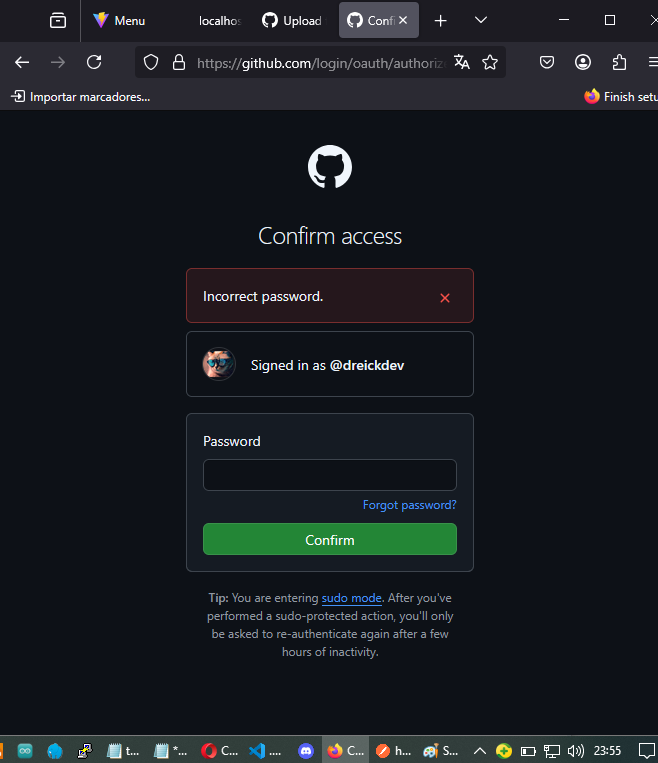 Menu
localhos
Upload
Confi
https://github.com/login/oauth/authorize
Importar marcadores...
Finish setu
Confirm access
Incorrect password.
Signed in as @dreickdev
Password
Forgot password?
Confirm
Tip: You are entering sudo mode. After you've
performed a sudo-protected action, you'll only
be asked to re-authenticate again after a few
hours of inactivity.
t...
*...
C...
....
C...
h...
S...
23:55